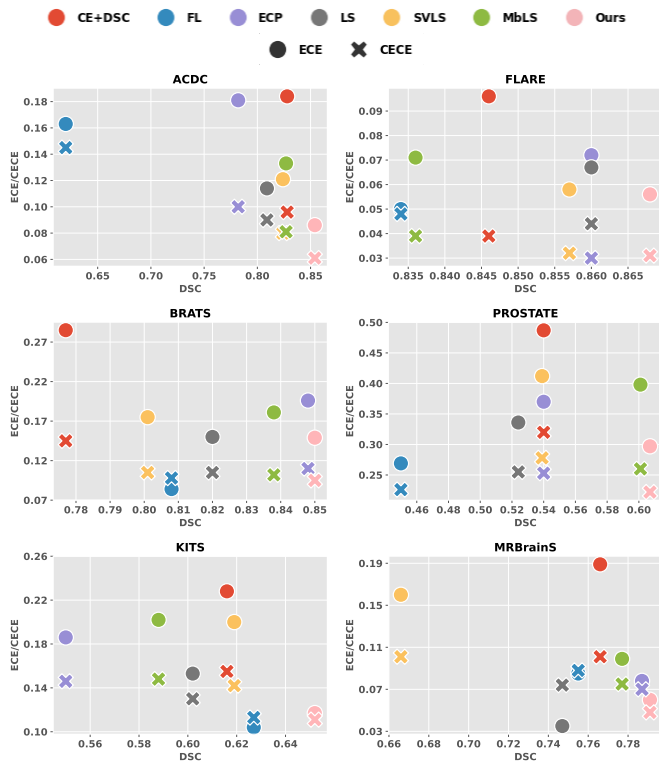 CE+DSC FL ECP LS SVLS MbLS Ours
ECE CECE
ACDC
ECE/CECE
0.18
0.16
0.14
0.12
0.10
0.08
0.06
0.65 0.70 0.75 0.80 0.85
DSC
FLARE
ECE/CECE
0.09
0.08
0.07
0.06
0.05
0.04
0.03
0.835 0.840 0.845 0.850 0.855 0.860 0.865
DSC
BRATS
ECE/CECE
0.27
0.22
0.17
0.12
0.07
0.78 0.79 0.80 0.81 0.82 0.83 0.84 0.85
DSC
PROSTATE
ECE/CECE
0.50
0.45
0.40
0.35
0.30
0.25
0.46 0.48 0.50 0.52 0.54 0.56 0.58 0.60
DSC
KITS
ECE/CECE
0.26
0.22
0.18
0.14
0.10
0.56 0.58 0.60 0.62 0.64
DSC
MRBrainS
ECE/CECE
0.19
0.15
0.11
0.07
0.03
0.66 0.68 0.70 0.72 0.74 0.76 0.78
DSC